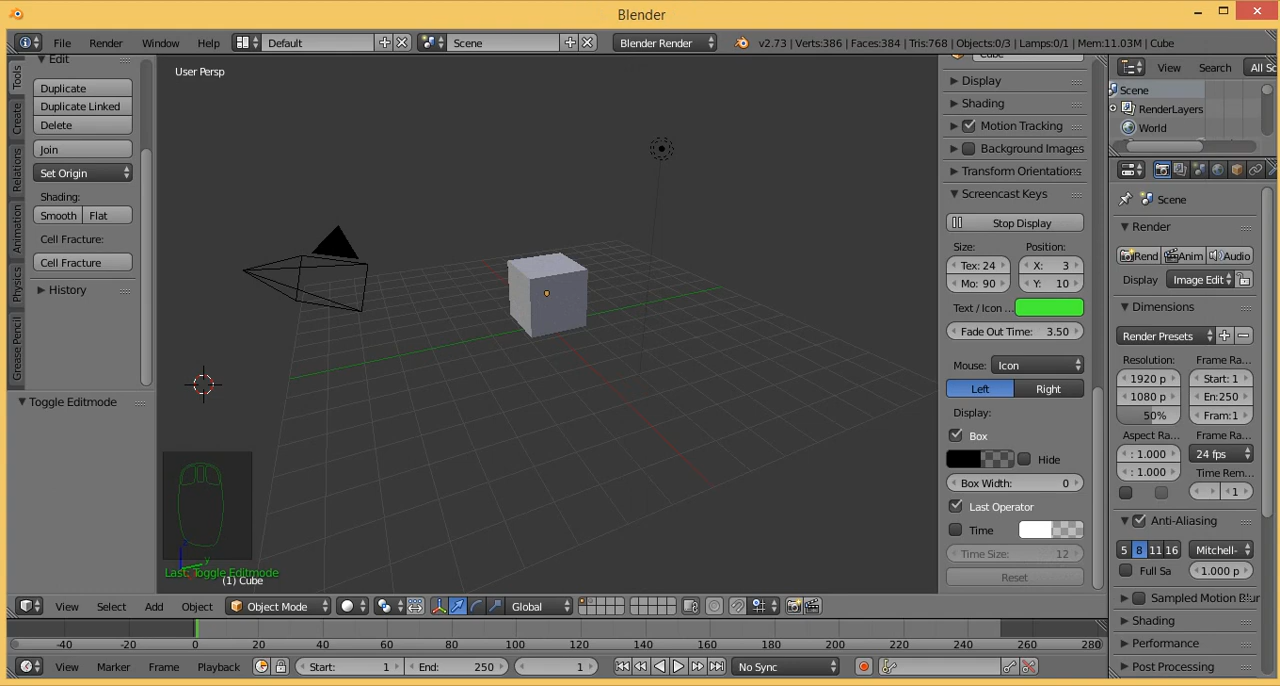 Blender
File Render Window Help Default Scene Blender Render v2.73 | Verts:386 | Faces:384 | Tris:768 | Objects:0/3 | Lamps:0/1 | Mem:11.03M | Cube
Tools
Create
Relations
Animation
Physics
Grease Pencil
Edit
Duplicate
Duplicate Linked
Delete
Join
Set Origin
Shading:
Smooth Flat
Cell Fracture:
Cell Fracture
History
Toggle Editmode
User Persp
Last: Toggle Editmode
(1) Cube
Display
Shading
Motion Tracking
Background Images
Transform Orientations
Screencast Keys
Stop Display
Size: Position:
Tex: 24 X: 3
Mo: 90 Y: 10
Text / Icon ...
Fade Out Time: 3.50
Mouse: Icon
Left Right
Display:
Box
Hide
Box Width: 0
Last Operator
Time
Time Size: 12
Reset
View Search All Sc
Scene
RenderLayers
World
Scene
Render
Rend Anim Audio
Display Image Edit
Dimensions
Render Presets
Resolution: Frame Ra...
1920 p Start: 1
1080 p En:250
50% Fram:1
Aspect Ra... Frame Ra...
: 1.000 24 fps
: 1.000 Time Rem...
1
Anti-Aliasing
5 8 11 16 Mitchell-
Full Sa 1.000 p
Sampled Motion Blur
Shading
Performance
Post Processing
View Select Add Object Object Mode Global
-40 -20 0 20 40 60 80 100 120 140 160 180 200 220 240 260 280
View Marker Frame Playback Start: 1 End: 250 1 No Sync